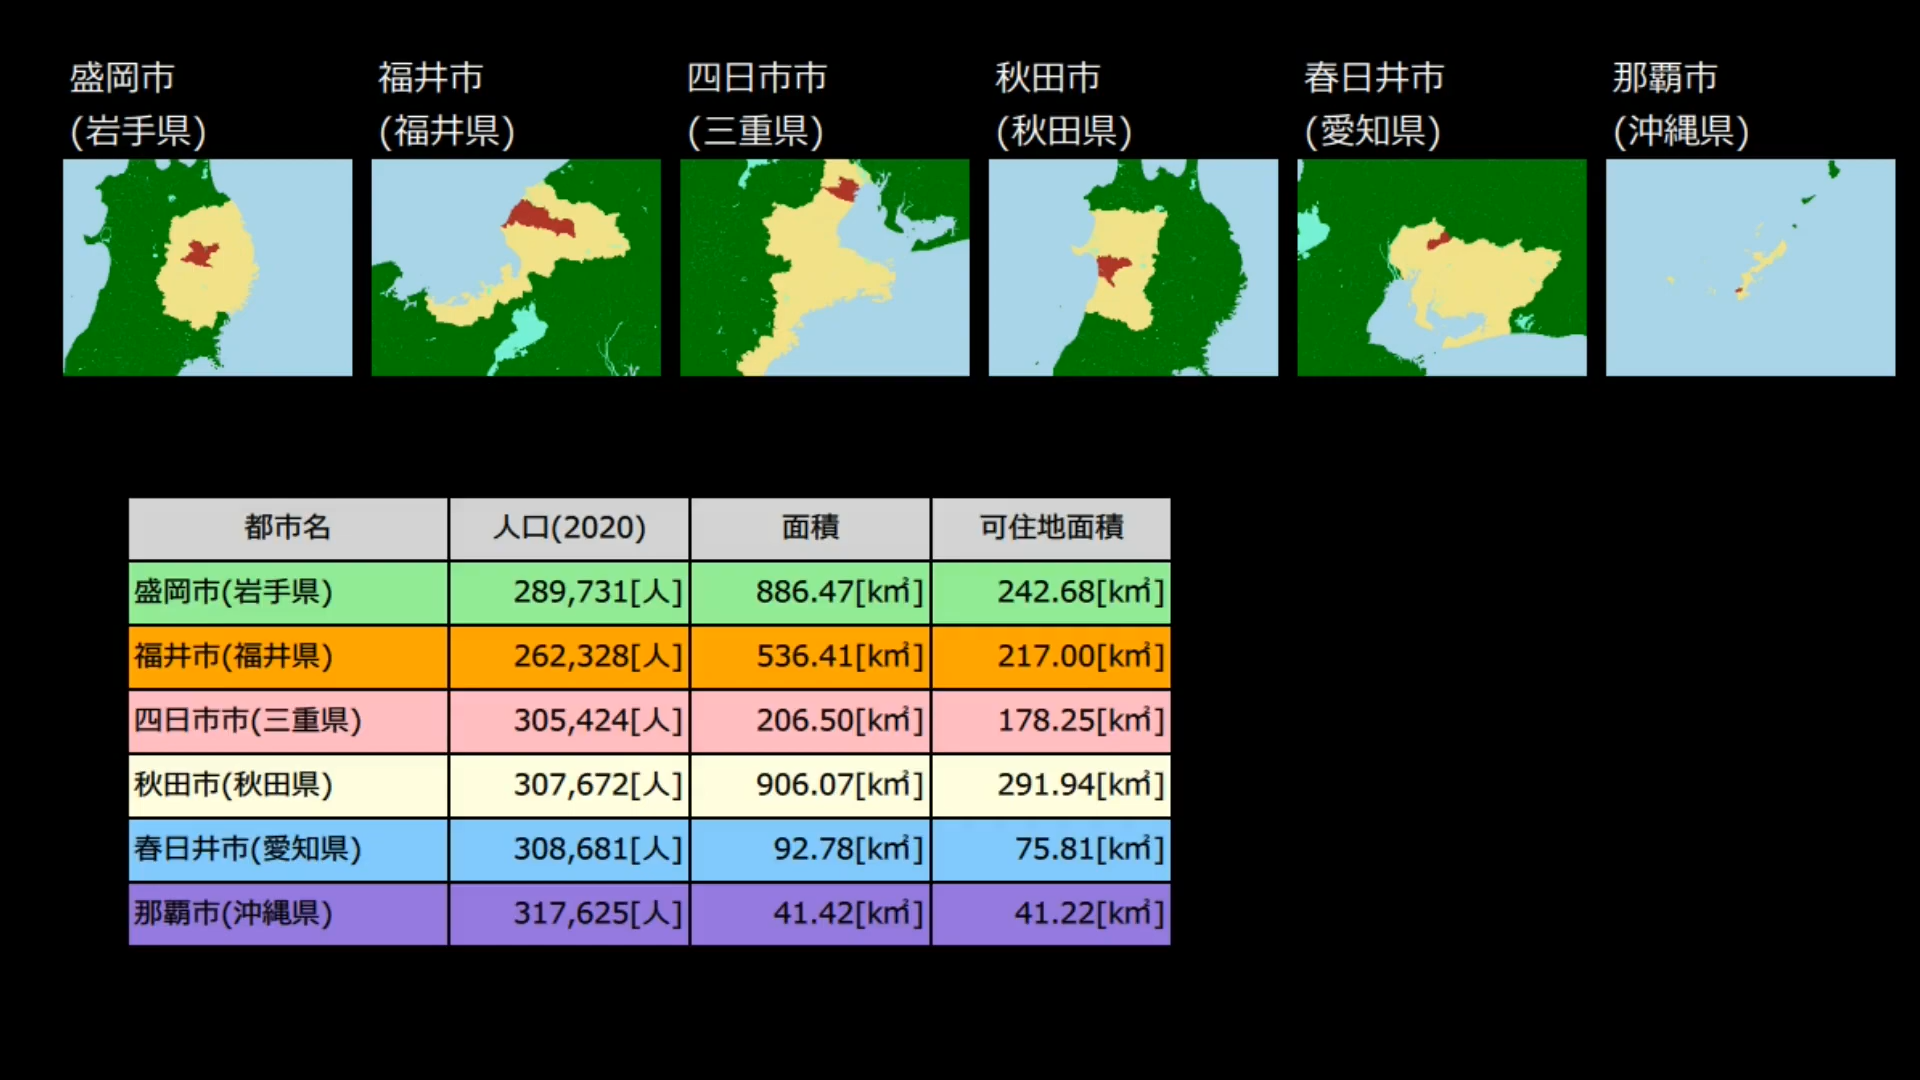 盛岡市
(岩手県)
福井市
(福井県)
四日市市
(三重県)
秋田市
(秋田県)
春日井市
(愛知県)
那覇市
(沖縄県)
都市名 人口(2020) 面積 可住地面積
盛岡市(岩手県) 289,731[人] 886.47[k㎡] 242.68[k㎡]
福井市(福井県) 262,328[人] 536.41[k㎡] 217.00[k㎡]
四日市市(三重県) 305,424[人] 206.50[k㎡] 178.25[k㎡]
秋田市(秋田県) 307,672[人] 906.07[k㎡] 291.94[k㎡]
春日井市(愛知県) 308,681[人] 92.78[k㎡] 75.81[k㎡]
那覇市(沖縄県) 317,625[人] 41.42[k㎡] 41.22[k㎡]